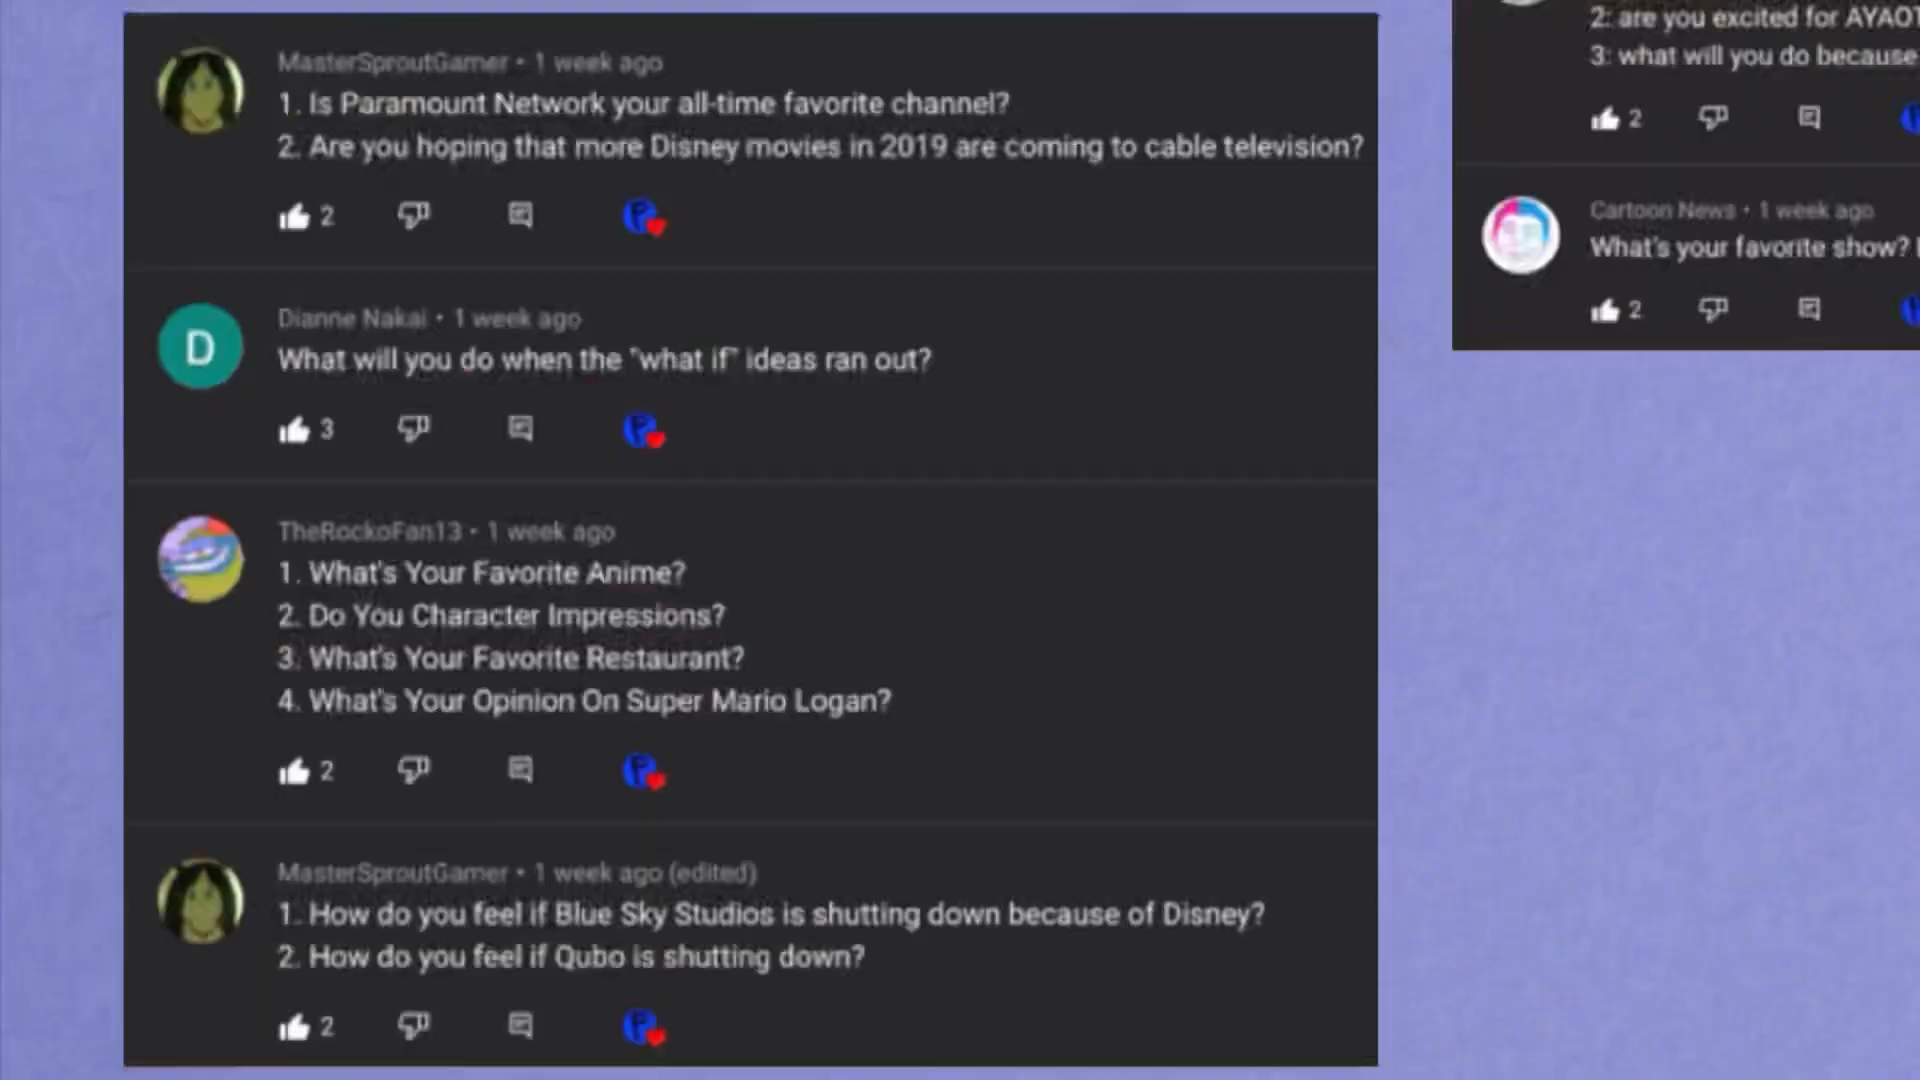 MasterSproutGamer • 1 week ago
1. Is Paramount Network your all-time favorite channel?
2. Are you hoping that more Disney movies in 2019 are coming to cable television?
2
D
Dianne Nakai • 1 week ago
What will you do when the "what if" ideas ran out?
3
TheRockoFan13 • 1 week ago
1. What's Your Favorite Anime?
2. Do You Character Impressions?
3. What's Your Favorite Restaurant?
4. What's Your Opinion On Super Mario Logan?
2
MasterSproutGamer • 1 week ago (edited)
1. How do you feel if Blue Sky Studios is shutting down because of Disney?
2. How do you feel if Qubo is shutting down?
2
2: are you excited for
3: what will you do because
2
Cartoon News • 1 week ago
What's your favorite show?
2